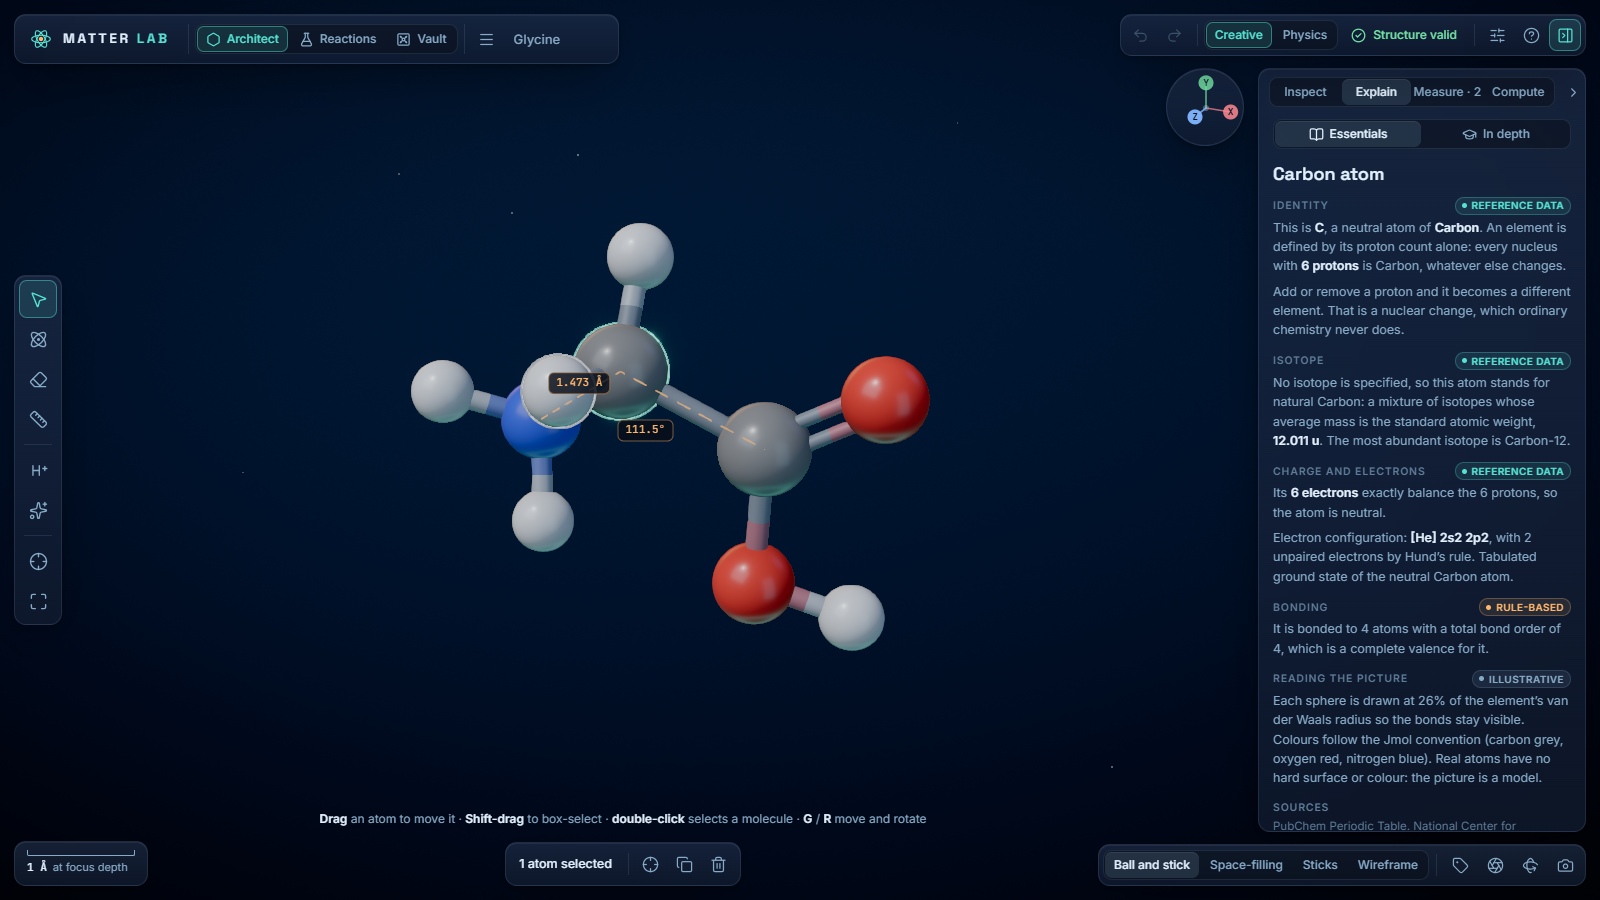 MATTER LAB
Architect
Reactions
Vault
Glycine
Creative
Physics
Structure valid
Y
X
Z
Inspect
Explain
Measure · 2
Compute
Essentials
In depth
Carbon atom
IDENTITY
REFERENCE DATA
This is C, a neutral atom of Carbon. An element is
defined by its proton count alone: every nucleus
with 6 protons is Carbon, whatever else changes.
Add or remove a proton and it becomes a different
element. That is a nuclear change, which ordinary
chemistry never does.
ISOTOPE
REFERENCE DATA
No isotope is specified, so this atom stands for
natural Carbon: a mixture of isotopes whose
average mass is the standard atomic weight,
12.011 u. The most abundant isotope is Carbon-12.
CHARGE AND ELECTRONS
REFERENCE DATA
Its 6 electrons exactly balance the 6 protons, so
the atom is neutral.
Electron configuration: [He] 2s2 2p2, with 2
unpaired electrons by Hund's rule. Tabulated
ground state of the neutral Carbon atom.
BONDING
RULE-BASED
It is bonded to 4 atoms with a total bond order of
4, which is a complete valence for it.
READING THE PICTURE
ILLUSTRATIVE
Each sphere is drawn at 26% of the element's van
der Waals radius so the bonds stay visible.
Colours follow the Jmol convention (carbon grey,
oxygen red, nitrogen blue). Real atoms have no
hard surface or colour: the picture is a model.
SOURCES
PubChem Periodic Table. National Center for
H+
1.473 Å
111.5°
Drag an atom to move it · Shift-drag to box-select · double-click selects a molecule · G / R move and rotate
1 Å at focus depth
1 atom selected
Ball and stick
Space-filling
Sticks
Wireframe